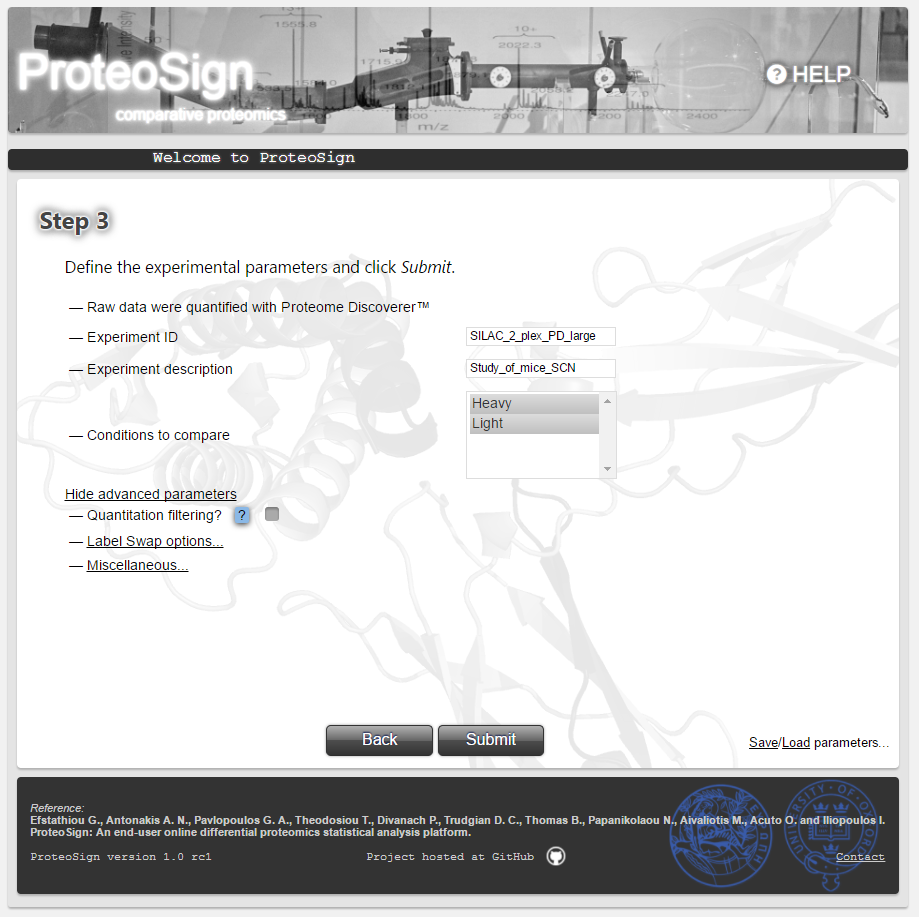 1555.8
10+
2022.3
ProteoSign
? HELP
comparative proteomics
1800
2000
2200
m/z
Welcome to ProteoSign
Step 3
Define the experimental parameters and click Submit.
— Raw data were quantified with Proteome Discoverer™
— Experiment ID SILAC_2_plex_PD_large
— Experiment description Study_of_mice_SCN
Heavy
Light
— Conditions to compare
Hide advanced parameters
— Quantitation filtering? ?
— Label Swap options...
— Miscellaneous...
Back Submit
Save/Load parameters...
Reference:
Efstathiou G., Antonakis A. N., Pavlopoulos G. A., Theodosiou T., Divanach P., Trudgian D. C., Thomas B., Papanikolaou N., Aivaliotis M., Acuto O. and Iliopoulos I.
ProteoSign: An end-user online differential proteomics statistical analysis platform.
ProteoSign version 1.0 rc1 Project hosted at GitHub Contact